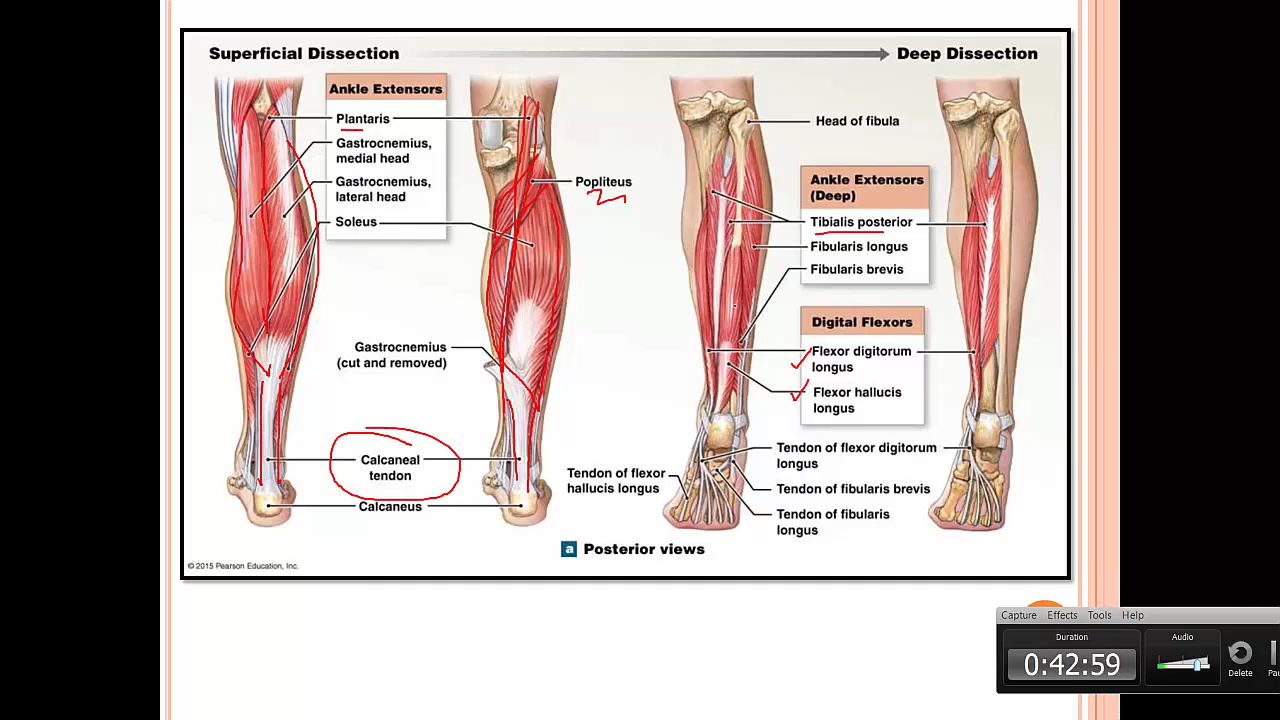 Superficial Dissection
Deep Dissection
Ankle Extensors
Plantaris
Gastrocnemius,
medial head
Gastrocnemius,
lateral head
Soleus
Popliteus
Gastrocnemius
(cut and removed)
Calcaneal
tendon
Calcaneus
Head of fibula
Ankle Extensors
(Deep)
Tibialis posterior
Fibularis longus
Fibularis brevis
Digital Flexors
Flexor digitorum
longus
Flexor hallucis
longus
Tendon of flexor
hallucis longus
Tendon of flexor digitorum
longus
Tendon of fibularis brevis
Tendon of fibularis
longus
a Posterior views
© 2015 Pearson Education, Inc.
Capture Effects Tools Help
Duration
Audio
0:42:59
Delete
Pau